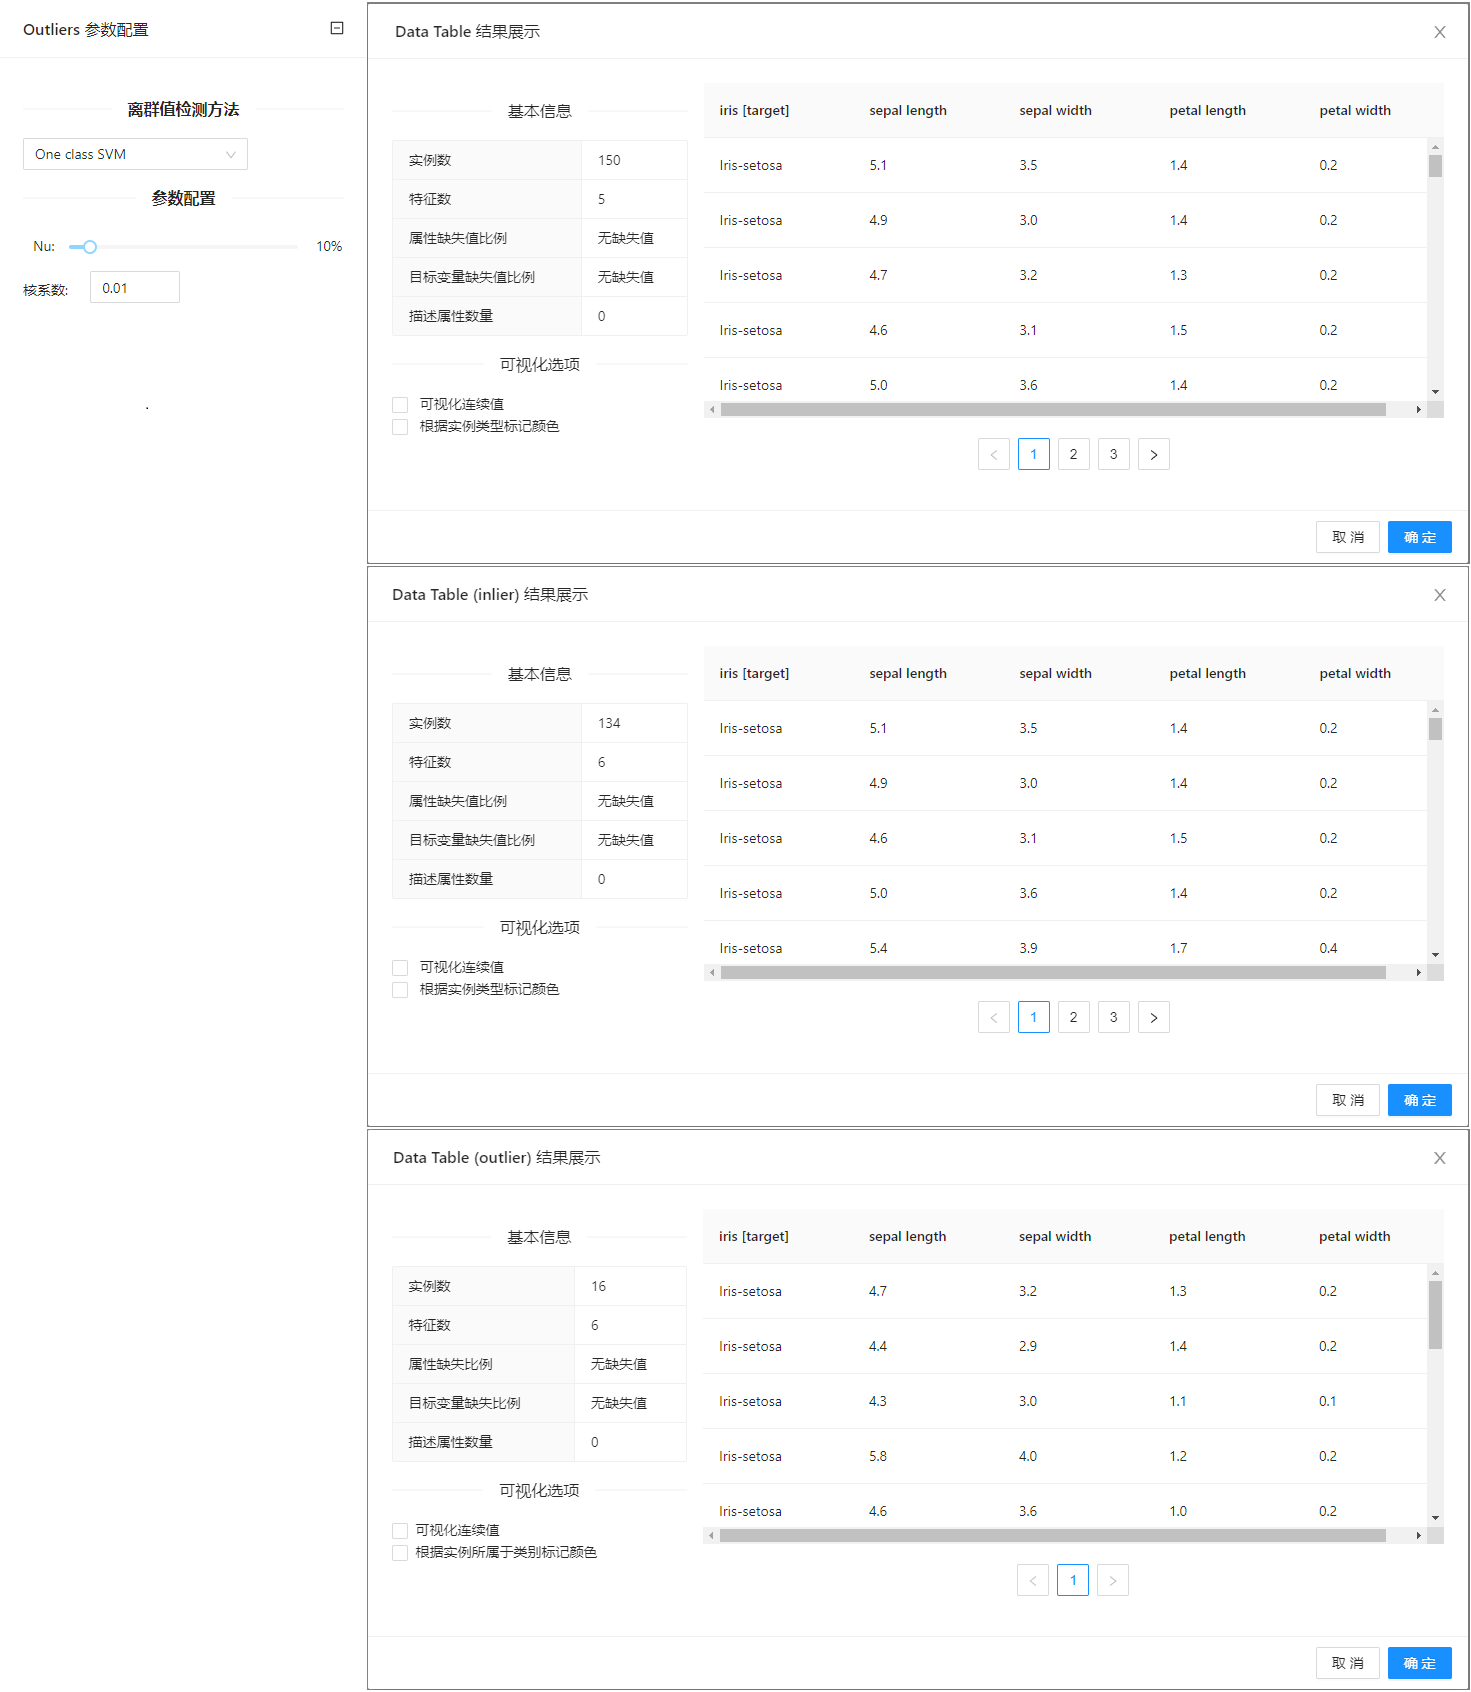 Outliers 参数配置
离群值检测方法
One class SVM
参数配置
Nu: 10%
核系数: 0.01
Data Table 结果展示
基本信息
实例数 150
特征数 5
属性缺失值比例 无缺失值
目标变量缺失值比例 无缺失值
描述属性数量 0
可视化选项
可视化连续值
根据实例类型标记颜色
iris [target] sepal length sepal width petal length petal width
Iris-setosa 5.1 3.5 1.4 0.2
Iris-setosa 4.9 3.0 1.4 0.2
Iris-setosa 4.7 3.2 1.3 0.2
Iris-setosa 4.6 3.1 1.5 0.2
Iris-setosa 5.0 3.6 1.4 0.2
< 1 2 3 >
取 消 确 定
Data Table (inlier) 结果展示
基本信息
实例数 134
特征数 6
属性缺失值比例 无缺失值
目标变量缺失值比例 无缺失值
描述属性数量 0
可视化选项
可视化连续值
根据实例类型标记颜色
iris [target] sepal length sepal width petal length petal width
Iris-setosa 5.1 3.5 1.4 0.2
Iris-setosa 4.9 3.0 1.4 0.2
Iris-setosa 4.6 3.1 1.5 0.2
Iris-setosa 5.0 3.6 1.4 0.2
Iris-setosa 5.4 3.9 1.7 0.4
< 1 2 3 >
取 消 确 定
Data Table (outlier) 结果展示
基本信息
实例数 16
特征数 6
属性缺失比例 无缺失值
目标变量缺失比例 无缺失值
描述属性数量 0
可视化选项
可视化连续值
根据实例所属于类别标记颜色
iris [target] sepal length sepal width petal length petal width
Iris-setosa 4.7 3.2 1.3 0.2
Iris-setosa 4.4 2.9 1.4 0.2
Iris-setosa 4.3 3.0 1.1 0.1
Iris-setosa 5.8 4.0 1.2 0.2
Iris-setosa 4.6 3.6 1.0 0.2
< 1 >
取 消 确 定